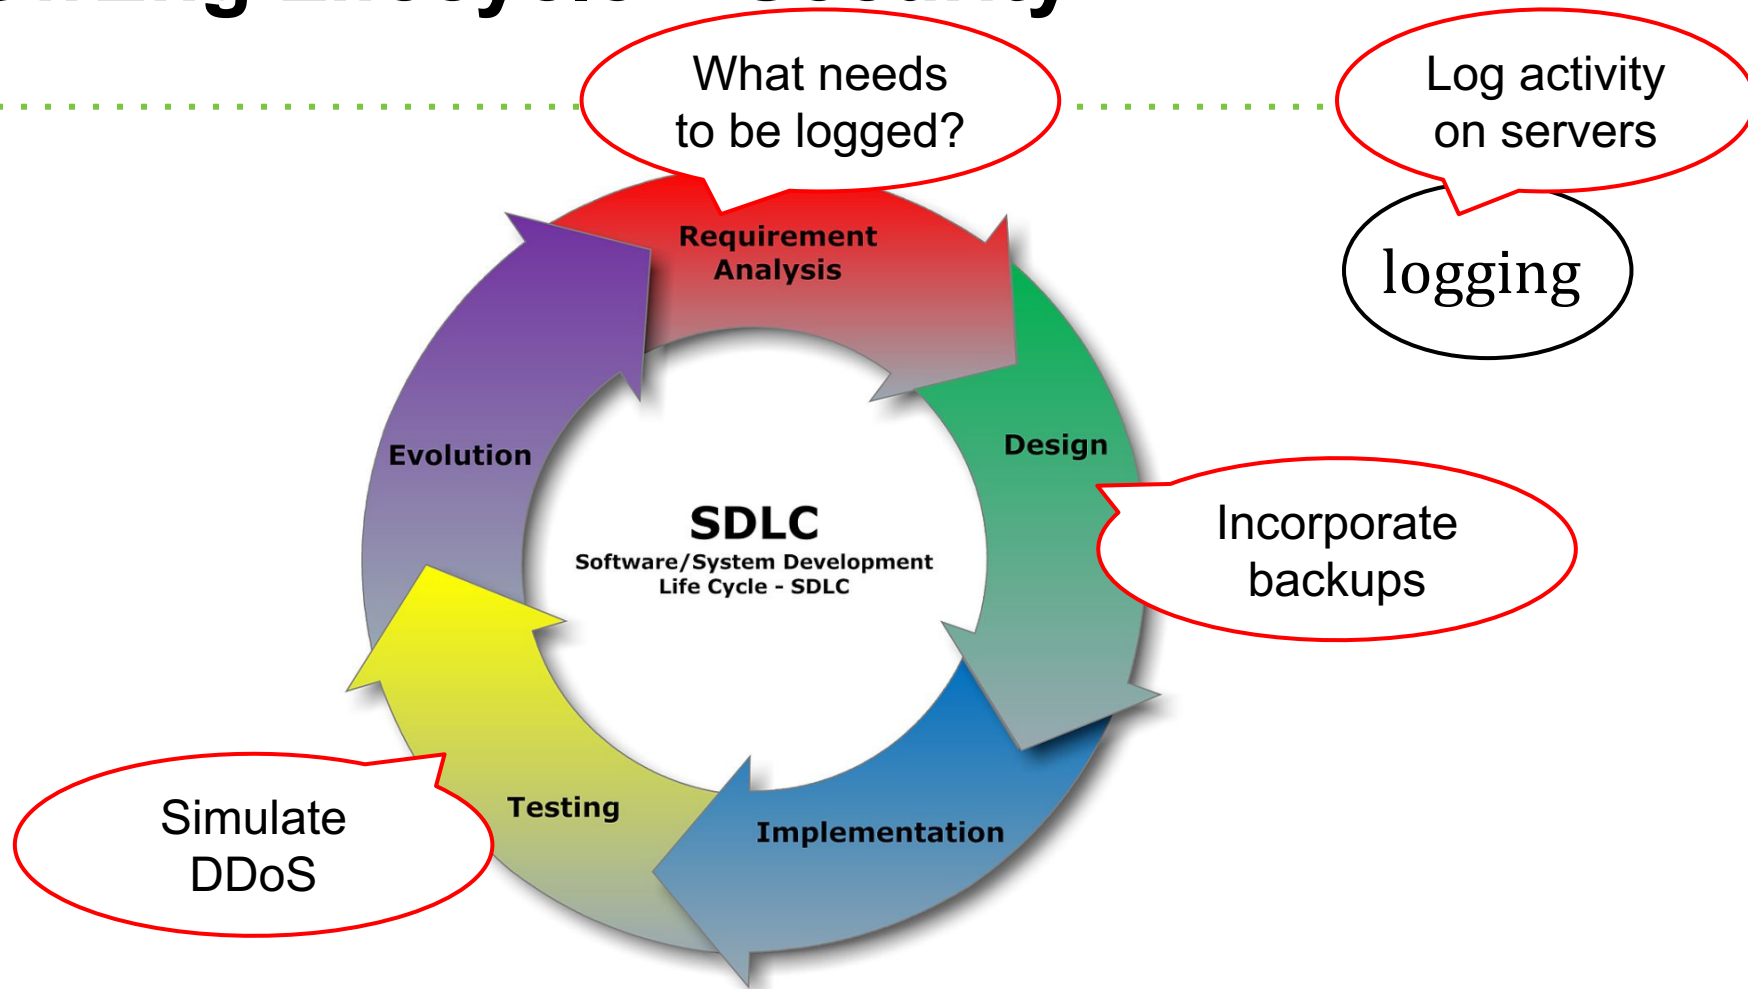 What needs
to be logged?
Log activity
on servers
logging
Requirement
Analysis
Design
Evolution
SDLC
Software/System Development
Life Cycle - SDLC
Incorporate
backups
Simulate
DDoS
Testing
Implementation